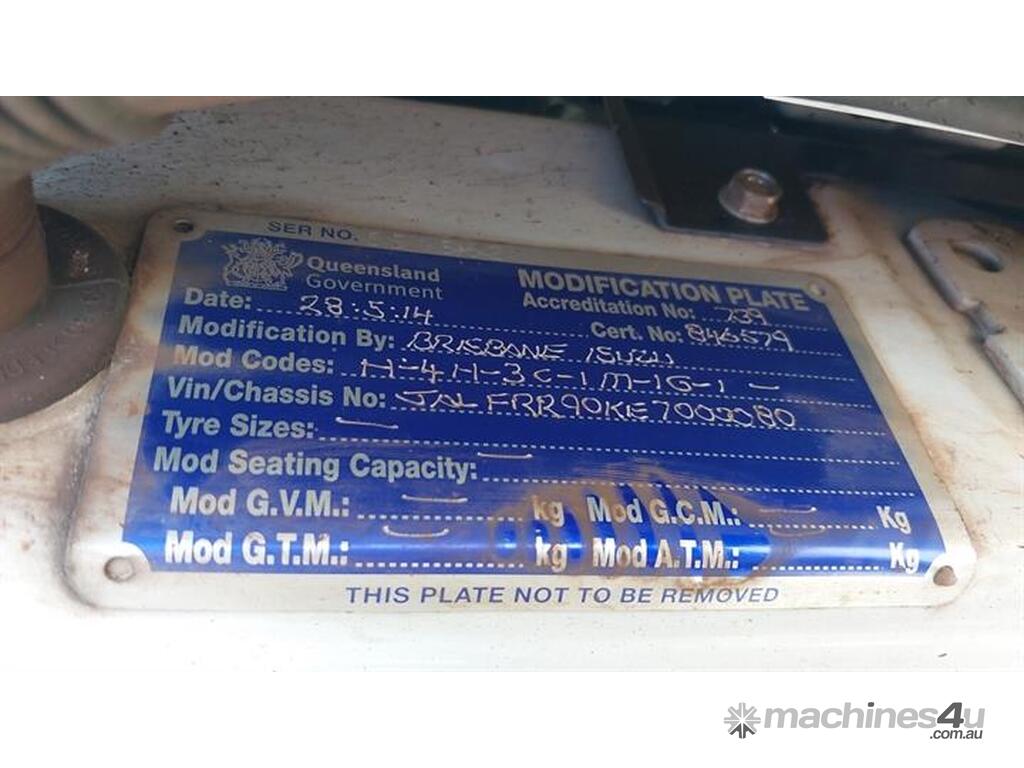 SER NO.
Queensland Government
MODIFICATION PLATE
Accreditation No: 739
Date: 28:5:14
Cert. No: 846579
Modification By: BRISBANE ISUZU
Mod Codes: H-4 H-3 C-1 M-1 G-1 -
Vin/Chassis No: JALFRR90KE7000080
Tyre Sizes: —
Mod Seating Capacity: —
Mod G.V.M.: — kg Mod G.C.M.: — Kg
Mod G.T.M.: — kg Mod A.T.M.: — Kg
THIS PLATE NOT TO BE REMOVED
machines4u
.com.au